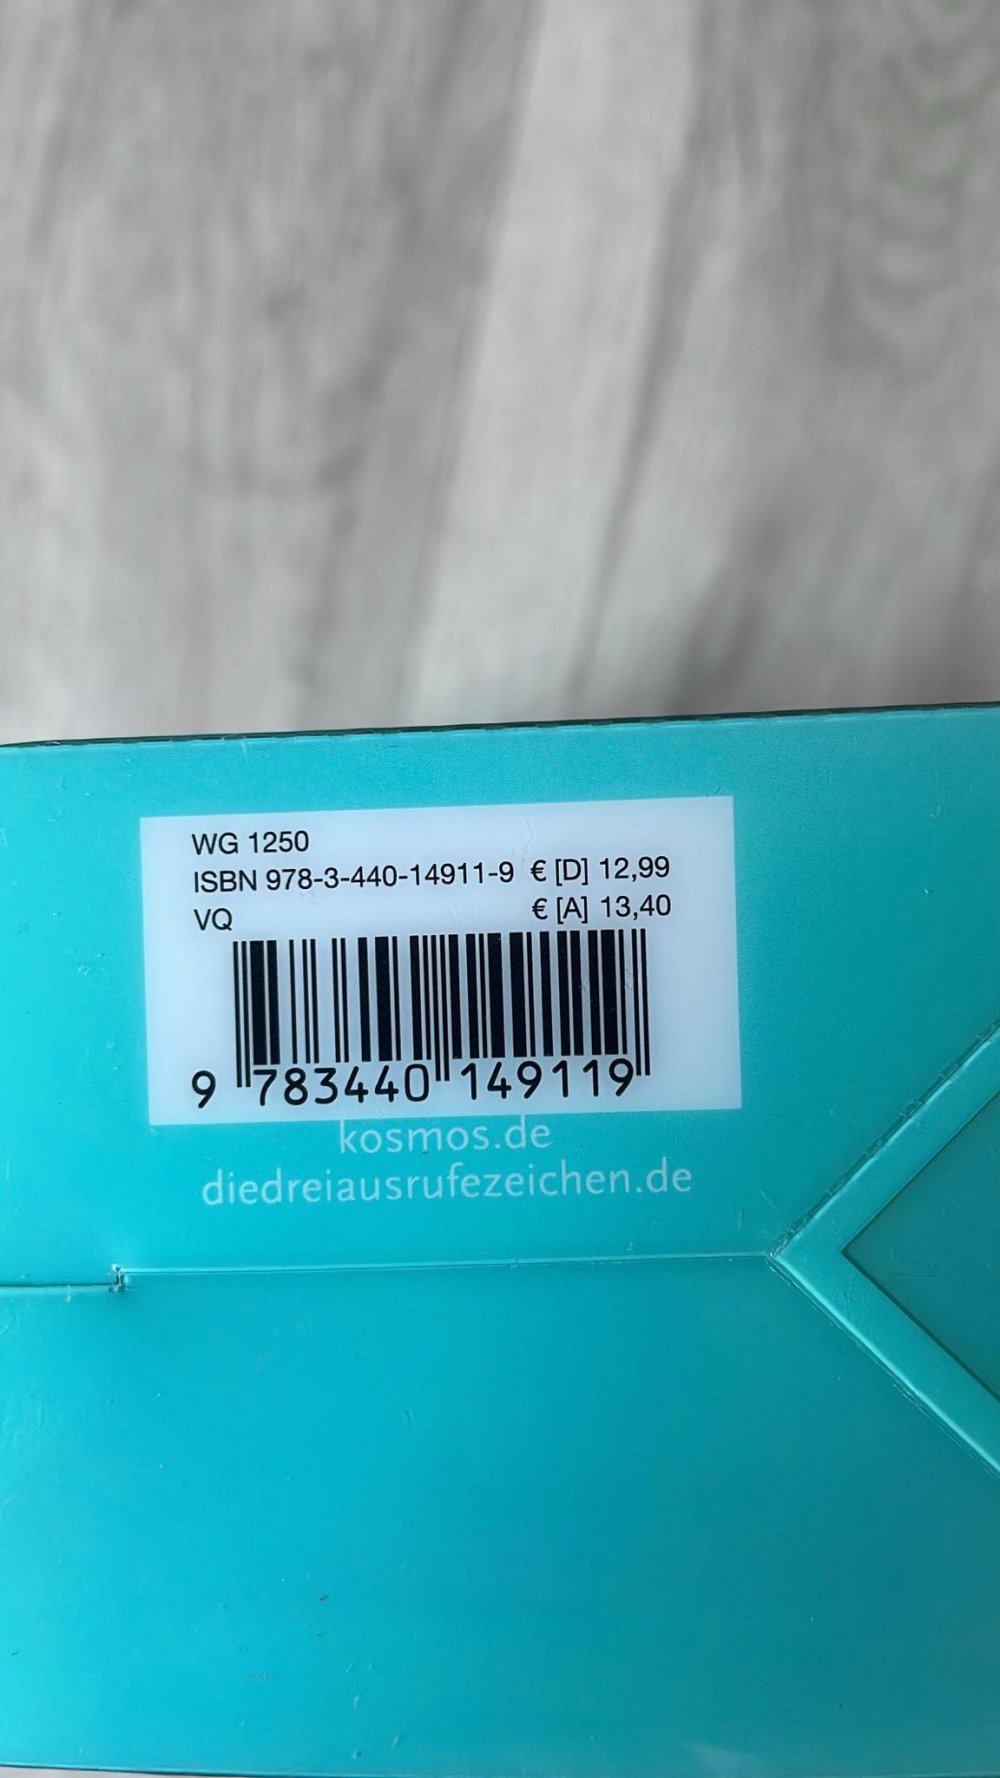 WG 1250
ISBN 978-3-440-14911-9 € [D] 12,99
VQ € [A] 13,40
9 783440 149119
kosmos.de
diedreiausrufezeichen.de